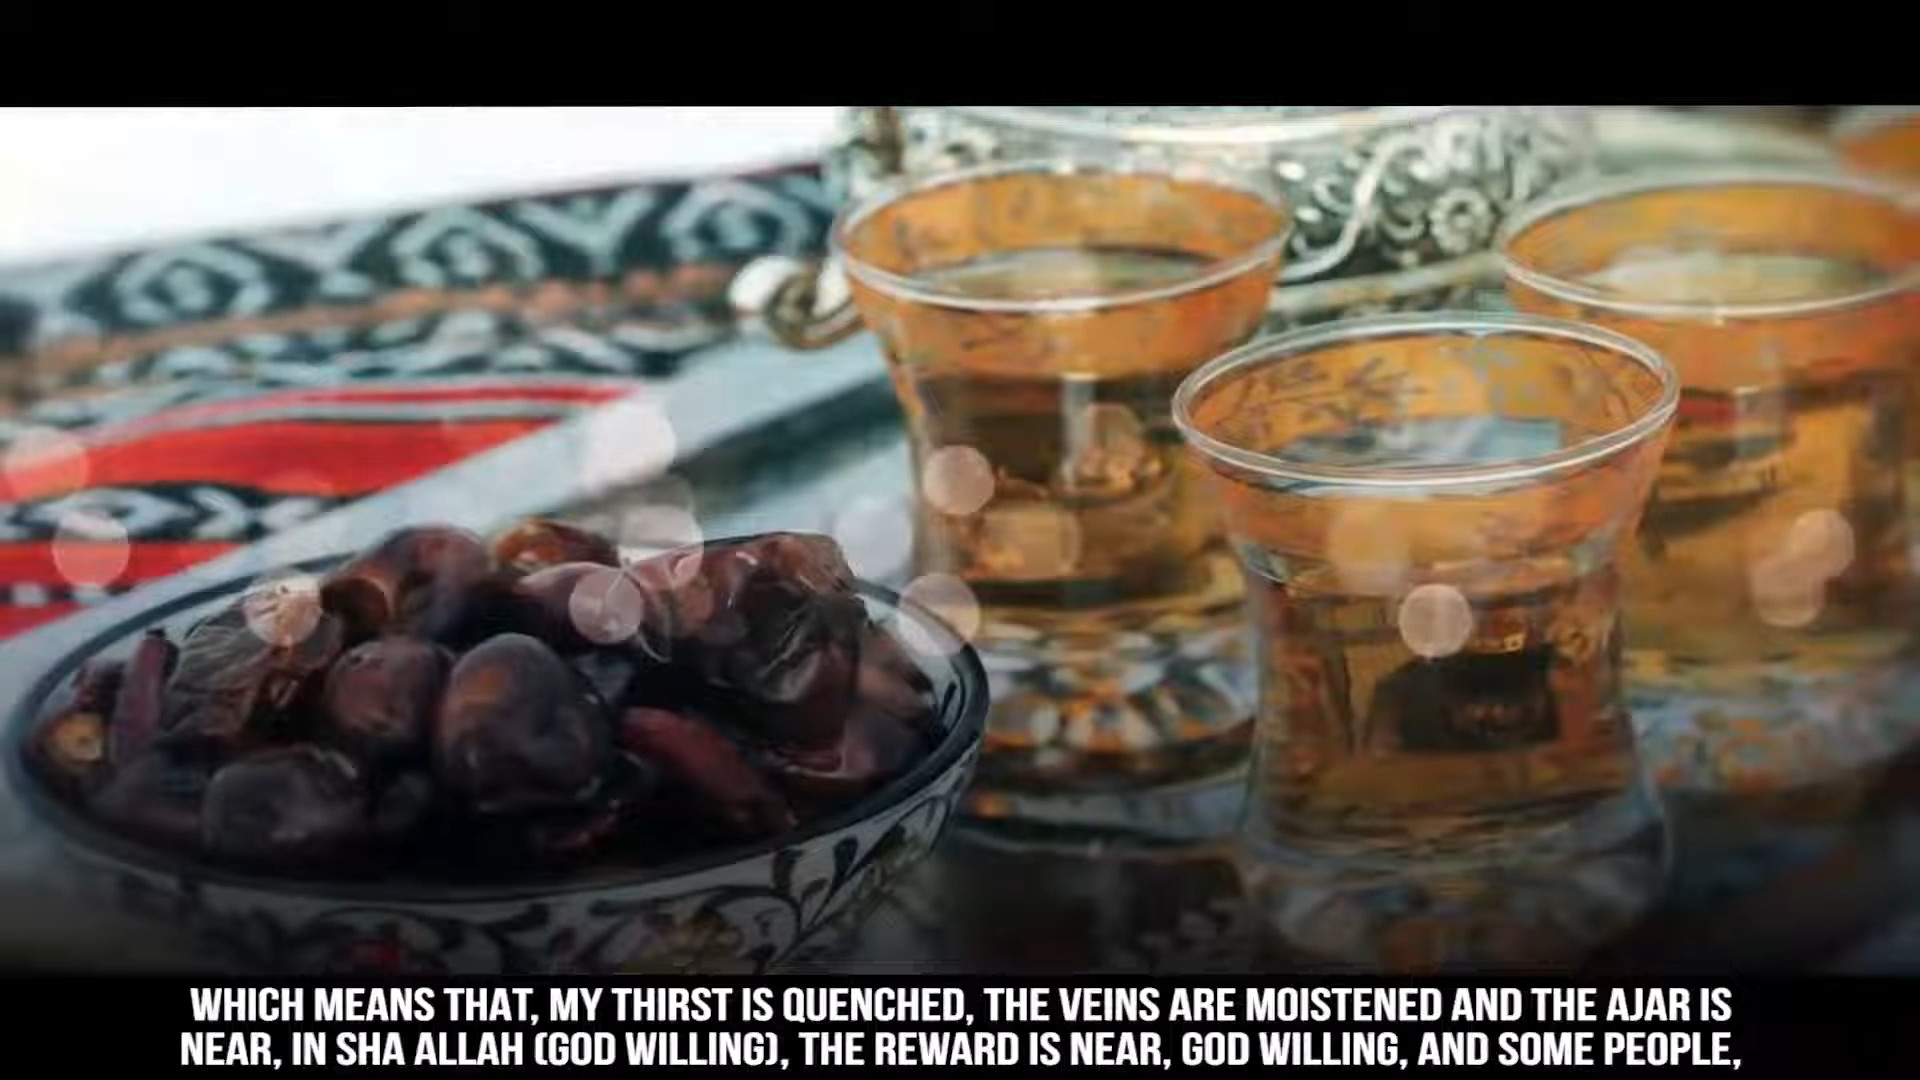 WHICH MEANS THAT, MY THIRST IS QUENCHED, THE VEINS ARE MOISTENED AND THE AJAR IS
NEAR, IN SHA ALLAH (GOD WILLING), THE REWARD IS NEAR, GOD WILLING, AND SOME PEOPLE,